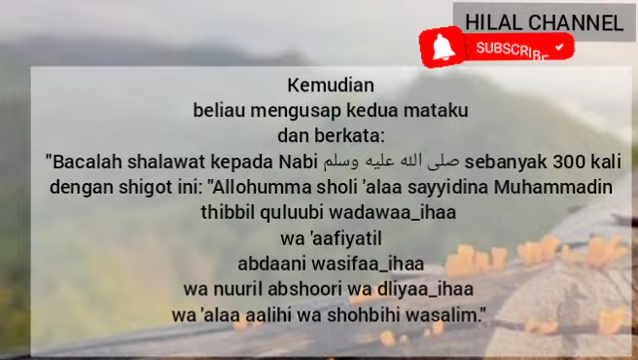 HILAL CHANNEL
SUBSCRIBE
Kemudian
beliau mengusap kedua mataku
dan berkata:
"Bacalah shalawat kepada Nabi صلى الله عليه وسلم sebanyak 300 kali
dengan shigot ini: "Allohumma sholi 'alaa sayyidina Muhammadin
thibbil quluubi wadawaa_ihaa
wa 'aafiyatil
abdaani wasifaa_ihaa
wa nuuril abshoori wa dliyaa_ihaa
wa 'alaa aalihi wa shohbihi wasalim."